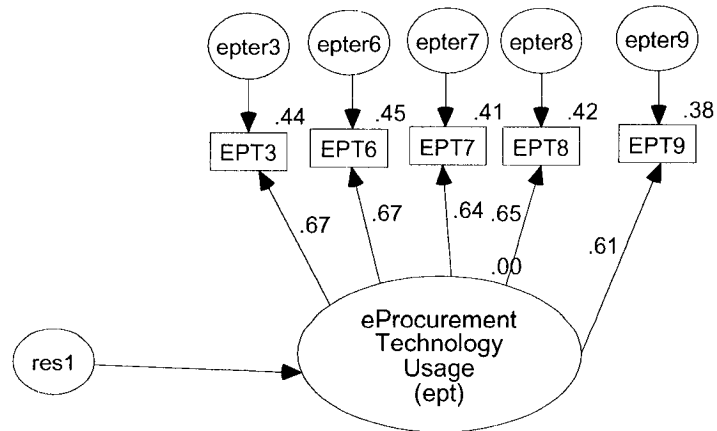 epter3 epter6 epter7 epter8 epter9
.44 .45 .41 .42 .38
EPT3 EPT6 EPT7 EPT8 EPT9
.67 .67 .64 .65 .61
.00
eProcurement
Technology
Usage
(ept)
res1